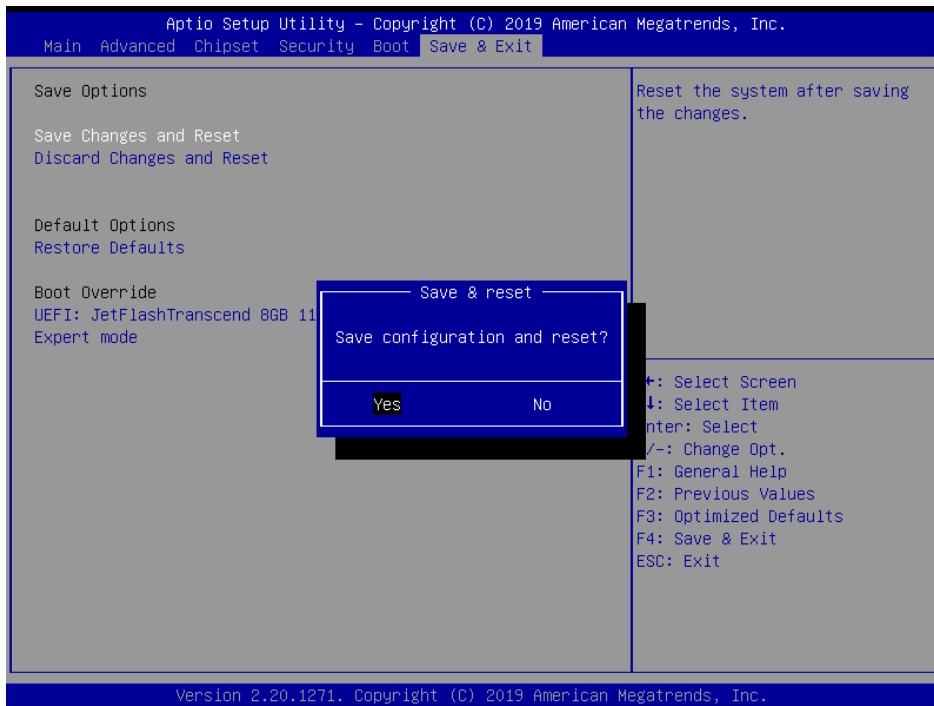 Aptio Setup Utility – Copyright (C) 2019 American Megatrends, Inc.
Main Advanced Chipset Security Boot Save & Exit
Save Options
Save Changes and Reset
Discard Changes and Reset
Default Options
Restore Defaults
Boot Override
UEFI: JetFlashTranscend 8GB 11
Expert mode
Save & reset
Save configuration and reset?
Yes No
Reset the system after saving
the changes.
←: Select Screen
↓: Select Item
nter: Select
/-: Change Opt.
F1: General Help
F2: Previous Values
F3: Optimized Defaults
F4: Save & Exit
ESC: Exit
Version 2.20.1271. Copyright (C) 2019 American Megatrends, Inc.